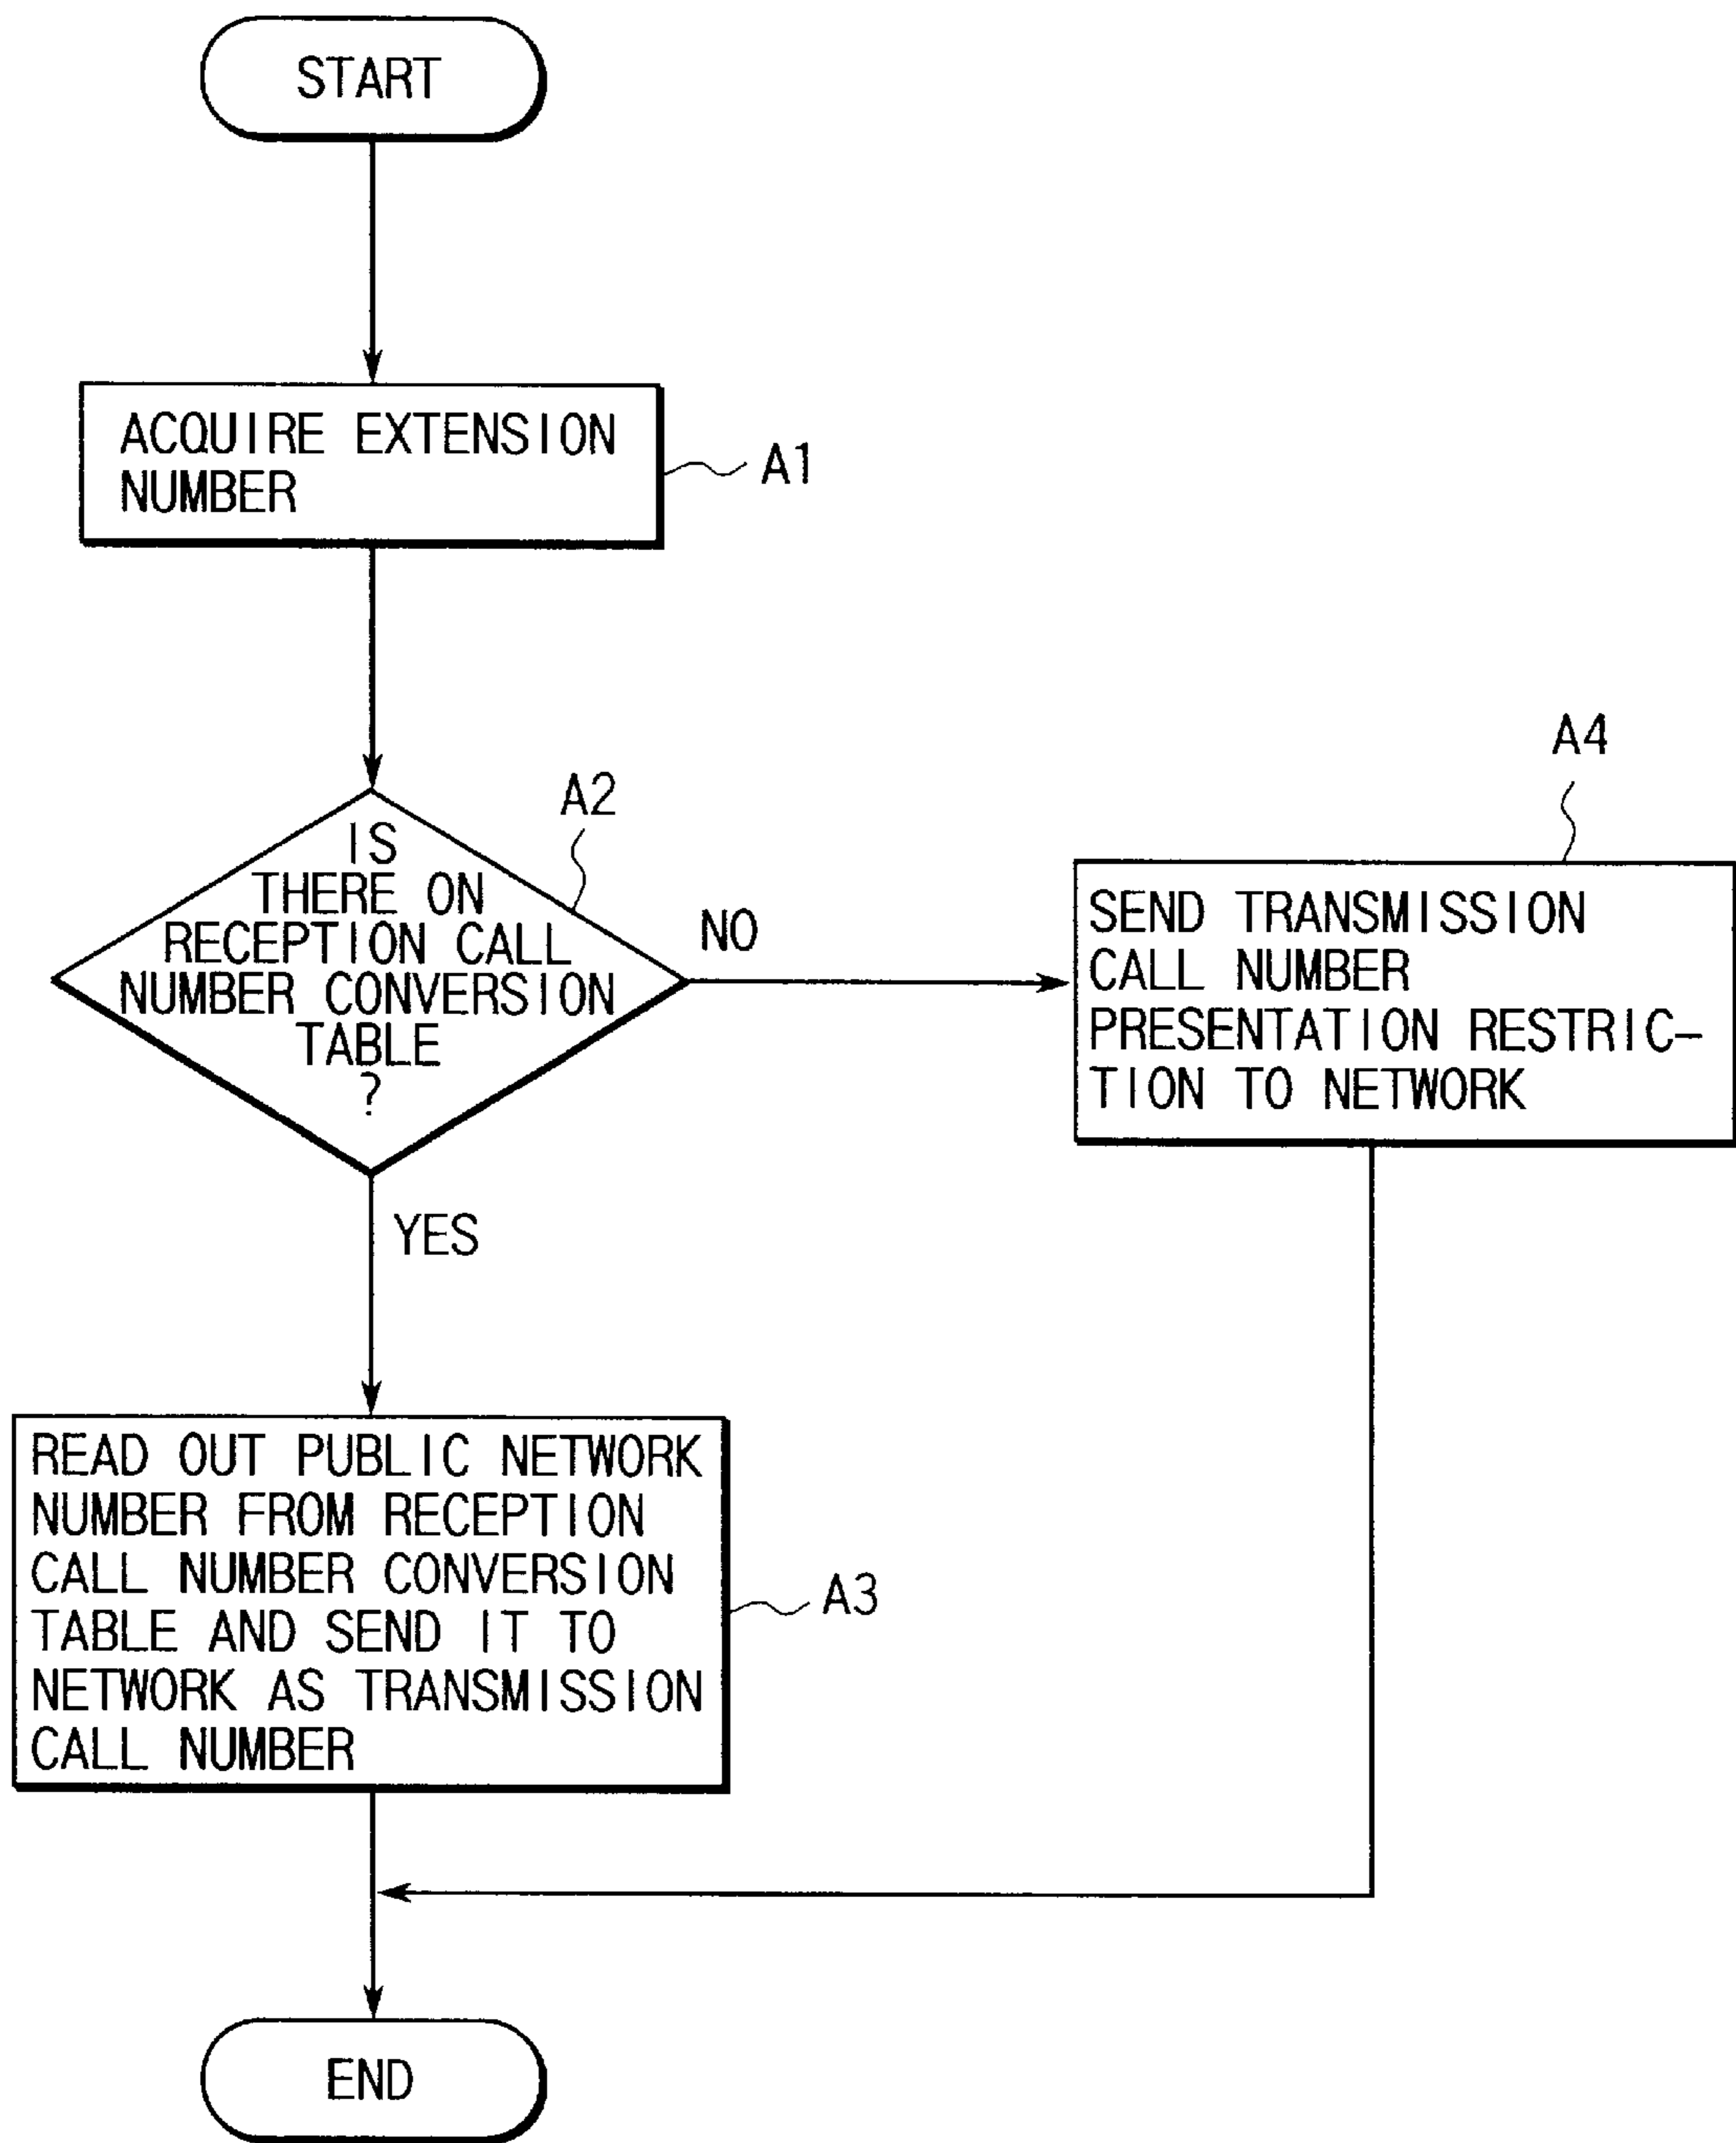 START
ACQUIRE EXTENSION
NUMBER
A1
A2
IS
THERE ON
RECEPTION CALL
NUMBER CONVERSION
TABLE
?
NO
YES
A4
SEND TRANSMISSION
CALL NUMBER
PRESENTATION RESTRIC-
TION TO NETWORK
READ OUT PUBLIC NETWORK
NUMBER FROM RECEPTION
CALL NUMBER CONVERSION
TABLE AND SEND IT TO
NETWORK AS TRANSMISSION
CALL NUMBER
A3
END